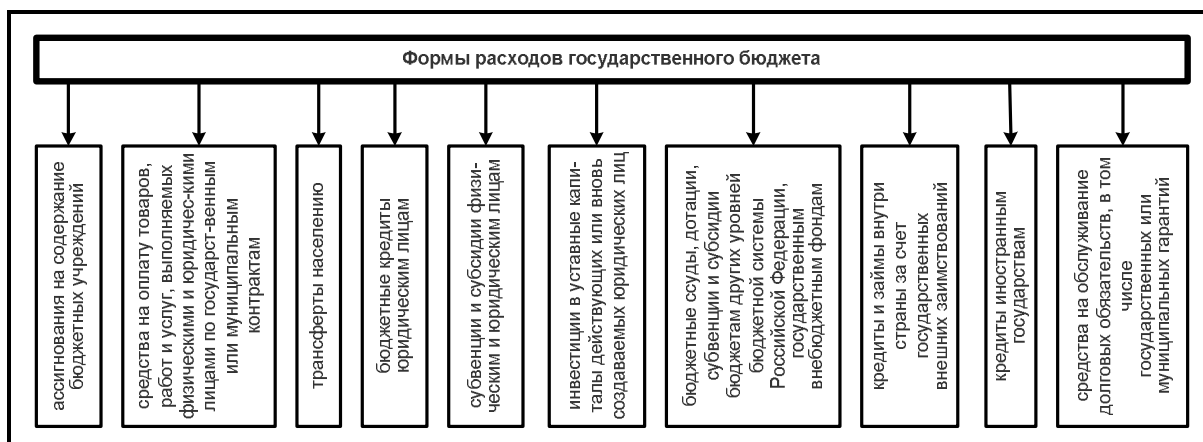 Формы расходов государственного бюджета
ассигнования на содержание
бюджетных учреждений
средства на оплату товаров,
работ и услуг, выполняемых
физическими и юридичес-кими
лицами по государст-венным
или муниципальным
контрактам
трансферты населению
бюджетные кредиты
юридическим лицам
субвенции и субсидии физи-
ческим и юридическим лицам
инвестиции в уставные капи-
талы действующих или вновь
создаваемых юридических лиц
бюджетные ссуды, дотации,
субвенции и субсидии
бюджетам других уровней
бюджетной системы
Российской Федерации,
государственным
внебюджетным фондам
кредиты и займы внутри
страны за счет
государственных
внешних заимствований
кредиты иностранным
государствам
средства на обслуживание
долговых обязательств, в том
числе
государственных или
муниципальных гарантий